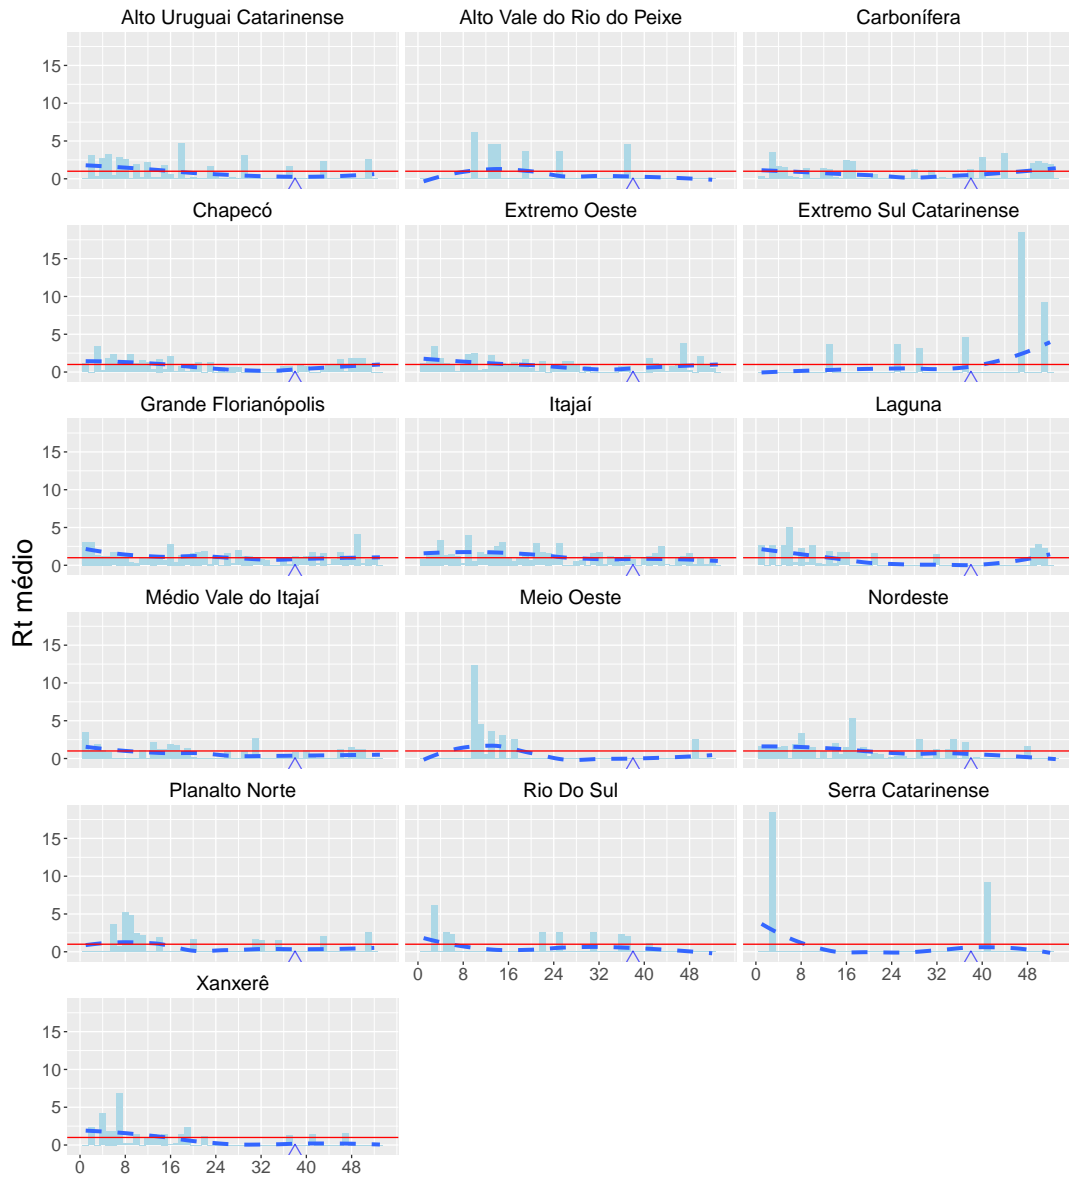 Alto Uruguai Catarinense Alto Vale do Rio do Peixe Carbonífera
15
10
5
0
Chapecó Extremo Oeste Extremo Sul Catarinense
15
10
5
0
Grande Florianópolis Itajaí Laguna
15
10
5
0
Rt médio
Médio Vale do Itajaí Meio Oeste Nordeste
15
10
5
0
Planalto Norte Rio Do Sul Serra Catarinense
15
10
5
0
0 8 16 24 32 40 48 0 8 16 24 32 40 48
Xanxerê
15
10
5
0
0 8 16 24 32 40 48